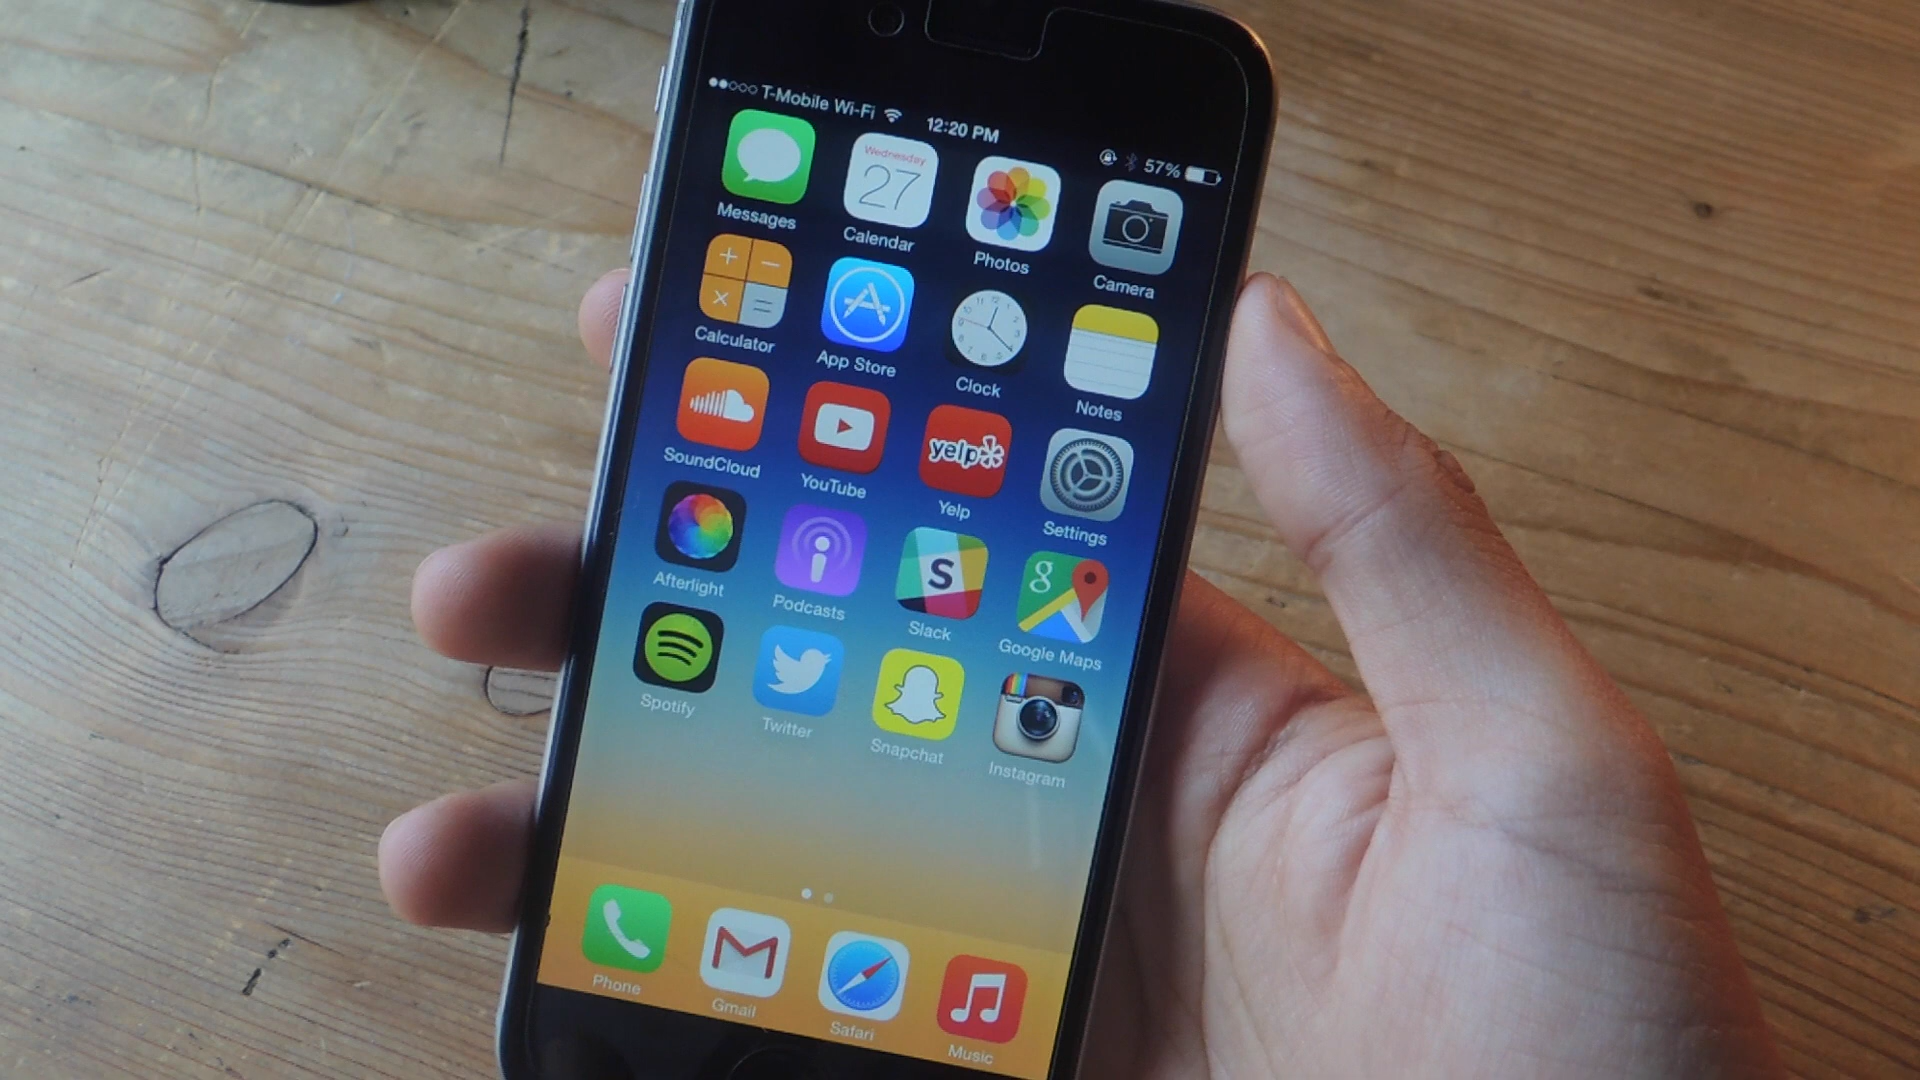 T-Mobile Wi-Fi 12:20 PM 57%
Wednesday
27
Messages Calendar Photos Camera
Calculator App Store Clock Notes
yelp
SoundCloud YouTube Yelp Settings
S g
Afterlight Podcasts Slack Google Maps
Spotify Twitter Snapchat Instagram
Phone Gmail Safari Music